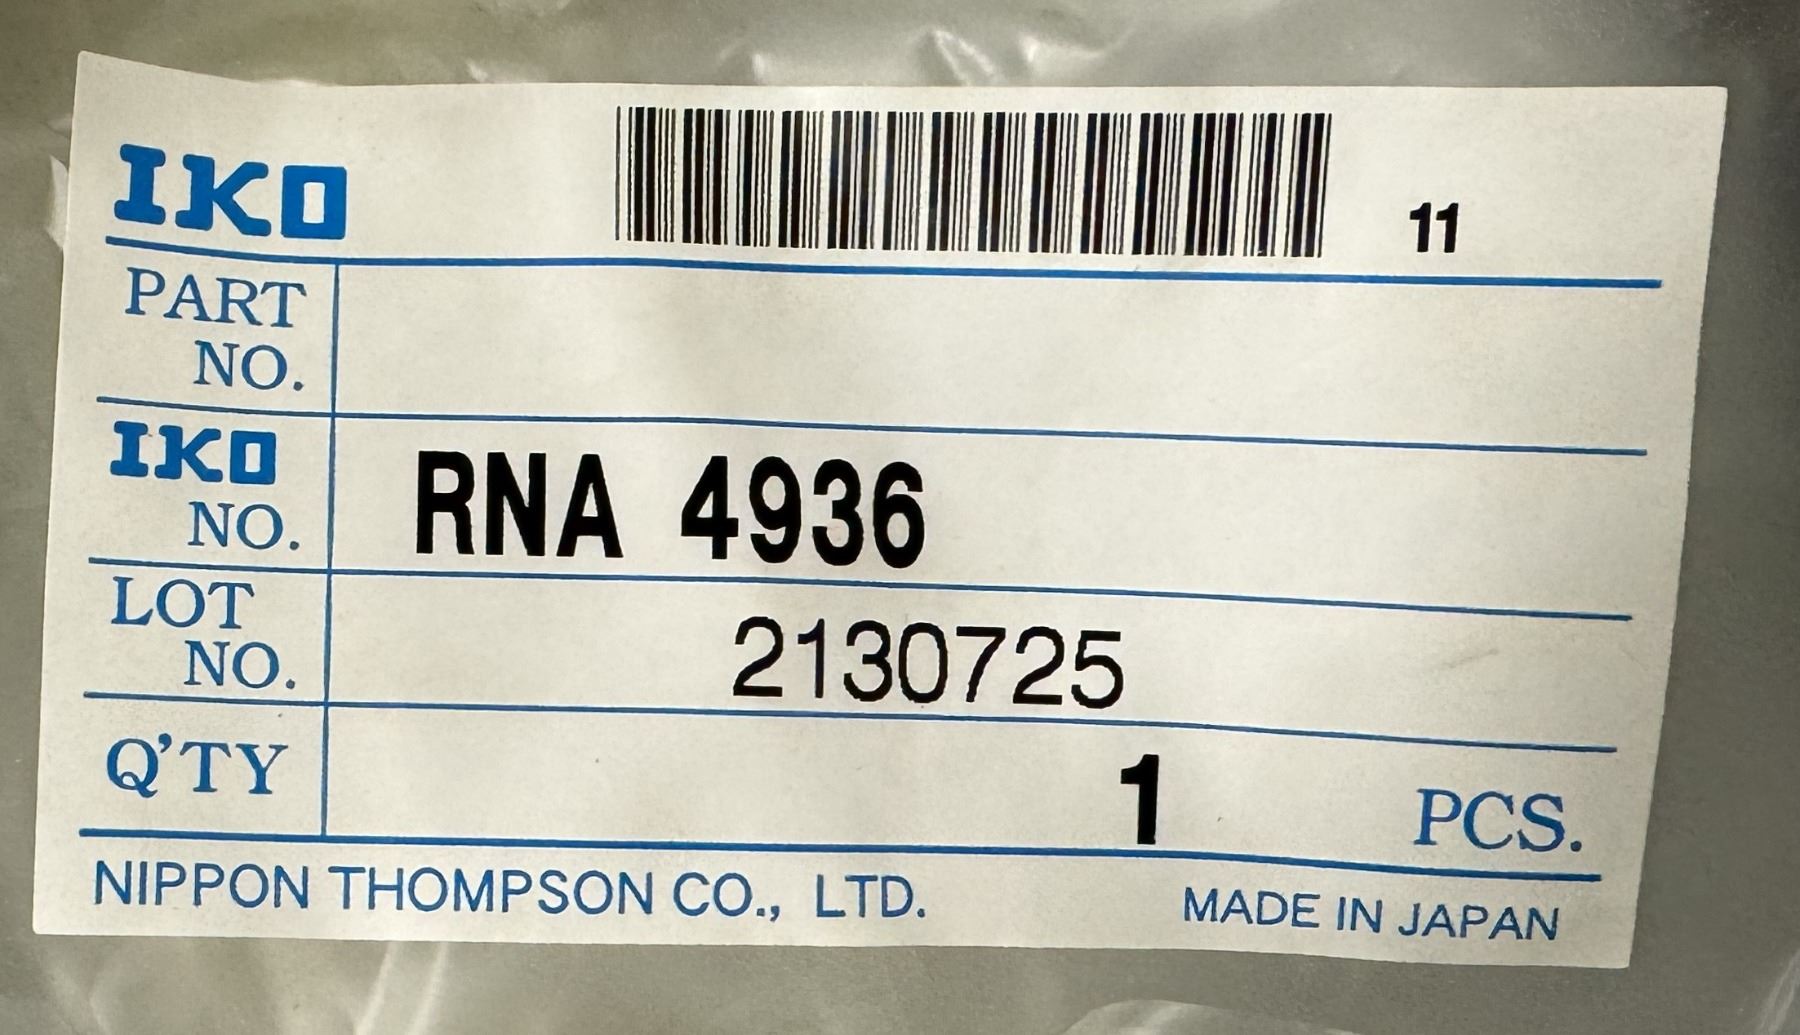 IKO
11
PART
NO.
IKO
NO.
RNA 4936
LOT
NO.
2130725
Q'TY
1 PCS.
NIPPON THOMPSON CO., LTD.
MADE IN JAPAN